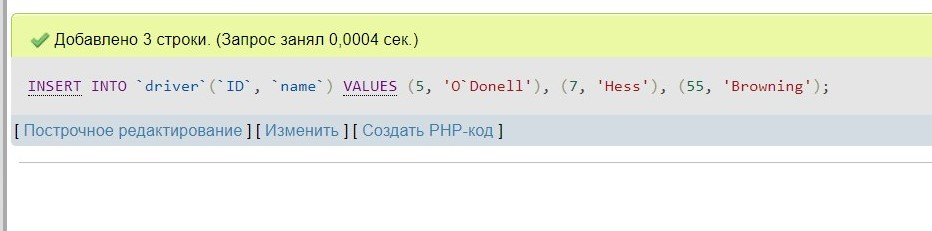 Добавлено 3 строки. (Запрос занял 0,0004 сек.)
INSERT INTO `driver`(`ID`, `name`) VALUES (5, 'O`Donell'), (7, 'Hess'), (55, 'Browning');
[ Построчное редактирование ] [ Изменить ] [ Создать PHP-код ]